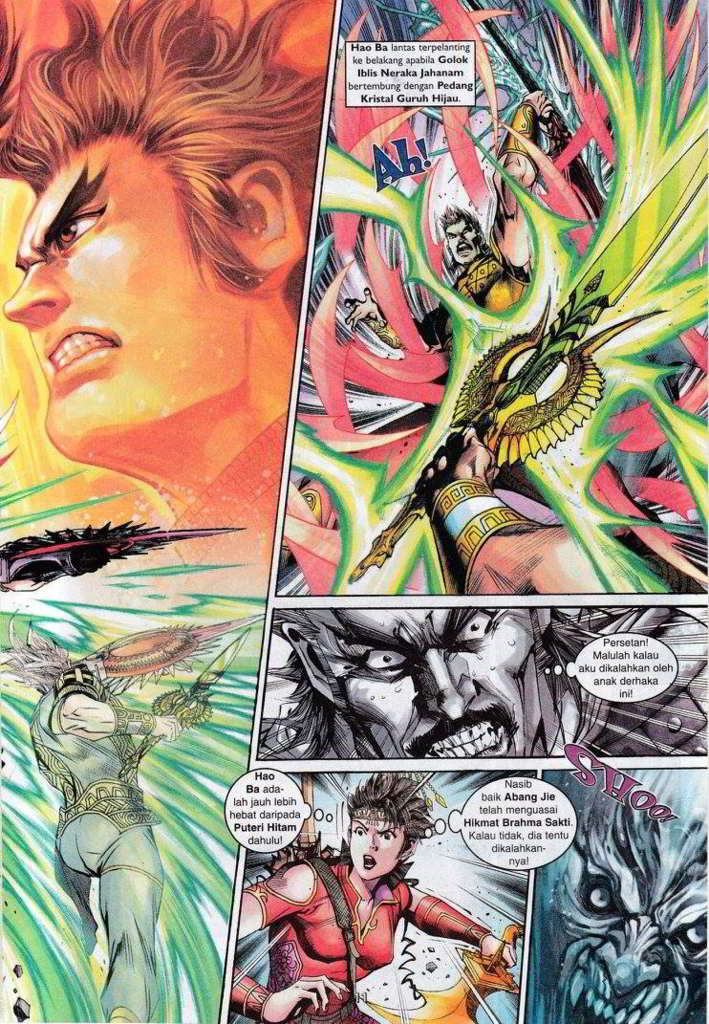 Hao Ba lantas terpelanting
ke belakang apabila Golok
Iblis Neraka Jahanam
bertembung dengan Pedang
Kristal Guruh Hijau.
Ah!
Persetan!
Malulah kalau
aku dikalahkan oleh
anak derhaka
ini!
Hao
Ba ada-
lah jauh lebih
hebat daripada
Puteri Hitam
dahulu!
Nasib
baik Abang Jie
telah menguasai
Hikmat Brahma Sakti.
Kalau tidak, dia tentu
dikalahkan-
nya!
SYOO
11